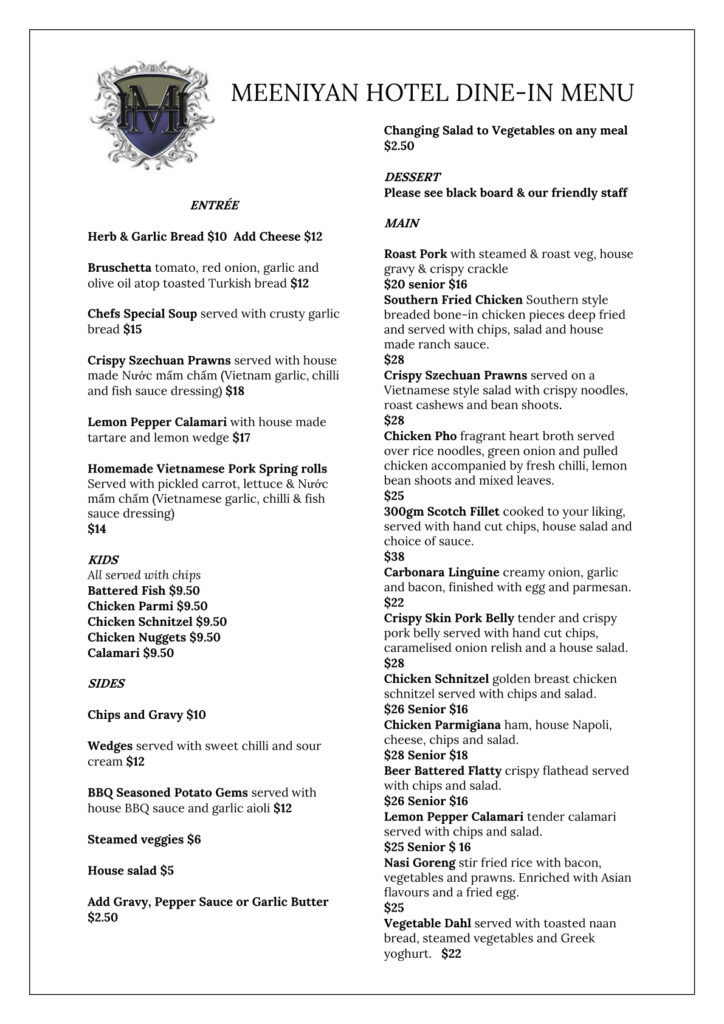 MEENIYAN HOTEL DINE-IN MENU
ENTRÉE
Herb & Garlic Bread $10  Add Cheese $12
Bruschetta tomato, red onion, garlic and
olive oil atop toasted Turkish bread $12
Chefs Special Soup served with crusty garlic
bread $15
Crispy Szechuan Prawns served with house
made Nước mấm chấm (Vietnam garlic, chilli
and fish sauce dressing) $18
Lemon Pepper Calamari with house made
tartare and lemon wedge $17
Homemade Vietnamese Pork Spring rolls
Served with pickled carrot, lettuce & Nước
mấm chấm (Vietnamese garlic, chilli & fish
sauce dressing)
$14
KIDS
All served with chips
Battered Fish $9.50
Chicken Parmi $9.50
Chicken Schnitzel $9.50
Chicken Nuggets $9.50
Calamari $9.50
SIDES
Chips and Gravy $10
Wedges served with sweet chilli and sour
cream $12
BBQ Seasoned Potato Gems served with
house BBQ sauce and garlic aioli $12
Steamed veggies $6
House salad $5
Add Gravy, Pepper Sauce or Garlic Butter
$2.50
Changing Salad to Vegetables on any meal
$2.50
DESSERT
Please see black board & our friendly staff
MAIN
Roast Pork with steamed & roast veg, house
gravy & crispy crackle
$20 senior $16
Southern Fried Chicken Southern style
breaded bone-in chicken pieces deep fried
and served with chips, salad and house
made ranch sauce.
$28
Crispy Szechuan Prawns served on a
Vietnamese style salad with crispy noodles,
roast cashews and bean shoots.
$28
Chicken Pho fragrant heart broth served
over rice noodles, green onion and pulled
chicken accompanied by fresh chilli, lemon
bean shoots and mixed leaves.
$25
300gm Scotch Fillet cooked to your liking,
served with hand cut chips, house salad and
choice of sauce.
$38
Carbonara Linguine creamy onion, garlic
and bacon, finished with egg and parmesan.
$22
Crispy Skin Pork Belly tender and crispy
pork belly served with hand cut chips,
caramelised onion relish and a house salad.
$28
Chicken Schnitzel golden breast chicken
schnitzel served with chips and salad.
$26 Senior $16
Chicken Parmigiana ham, house Napoli,
cheese, chips and salad.
$28 Senior $18
Beer Battered Flatty crispy flathead served
with chips and salad.
$26 Senior $16
Lemon Pepper Calamari tender calamari
served with chips and salad.
$25 Senior $ 16
Nasi Goreng stir fried rice with bacon,
vegetables and prawns. Enriched with Asian
flavours and a fried egg.
$25
Vegetable Dahl served with toasted naan
bread, steamed vegetables and Greek
yoghurt.   $22